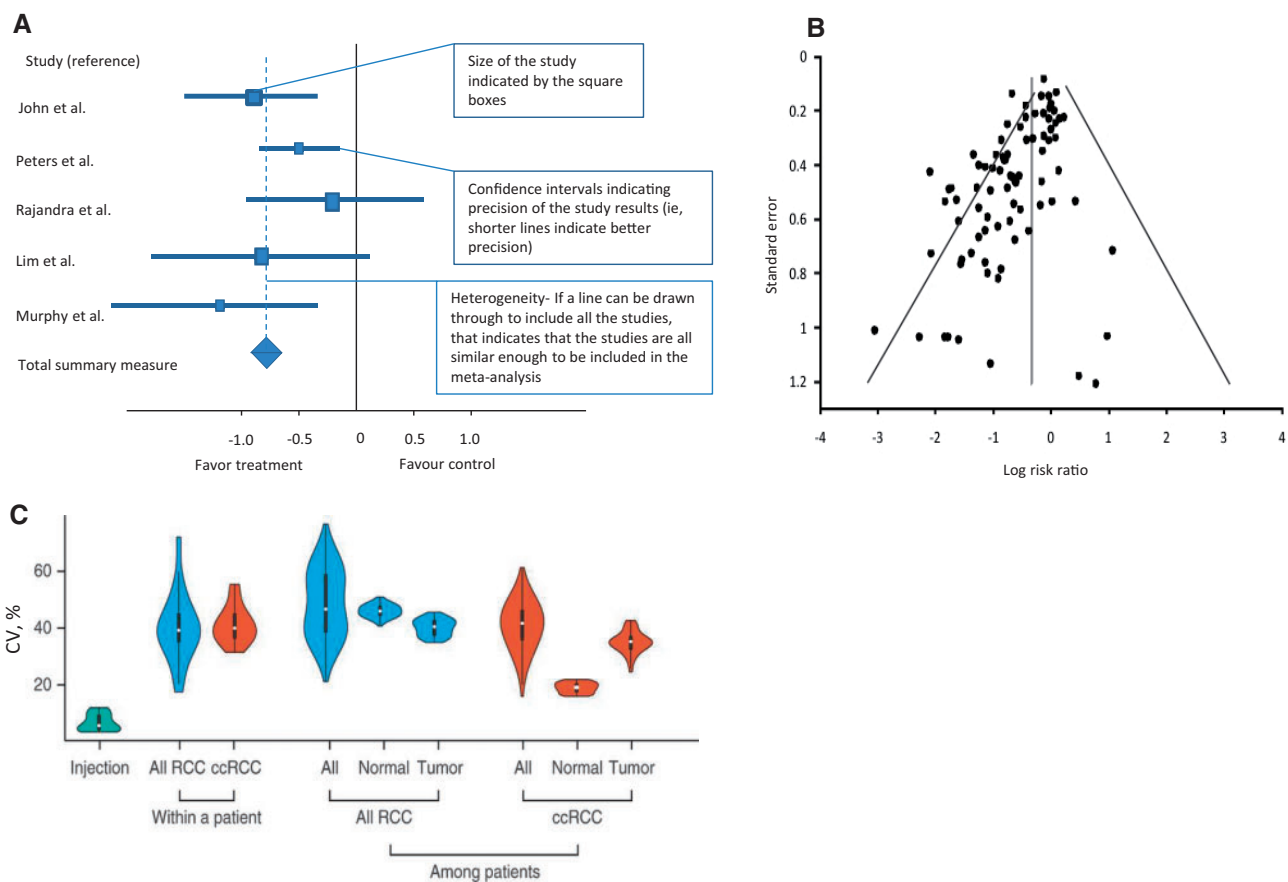 A
Study (reference)
John et al.
Peters et al.
Rajandra et al.
Lim et al.
Murphy et al.
Total summary measure
Size of the study
indicated by the square
boxes
Confidence intervals indicating
precision of the study results (ie,
shorter lines indicate better
precision)
Heterogeneity- If a line can be drawn
through to include all the studies,
that indicates that the studies are all
similar enough to be included in the
meta-analysis
-1.0 -0.5 0 0.5 1.0
Favor treatment Favour control
B
Standard error
0
0.2
0.4
0.6
0.8
1
1.2
-4 -3 -2 -1 0 1 2 3 4
Log risk ratio
C
CV, %
60
40
20
Injection All RCC ccRCC All Normal Tumor All Normal Tumor
Within a patient All RCC ccRCC
Among patients